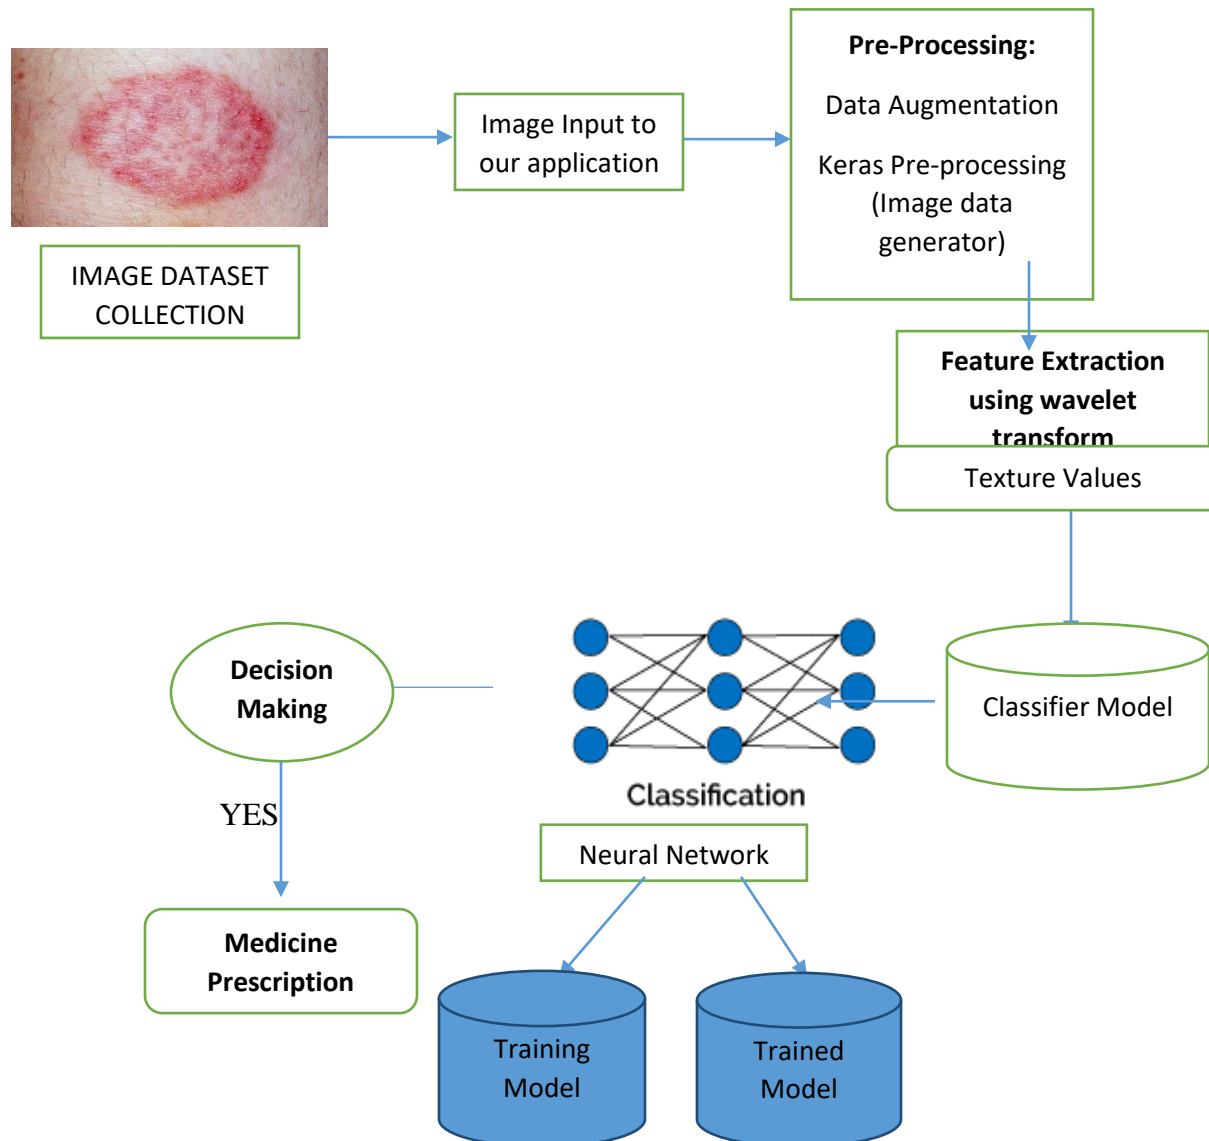 IMAGE DATASET
COLLECTION
Image Input to
our application
Pre-Processing:
Data Augmentation
Keras Pre-processing
(Image data
generator)
Feature Extraction
using wavelet
transform
Texture Values
Classifier Model
Classification
Neural Network
Training
Model
Trained
Model
Decision
Making
YES
Medicine
Prescription